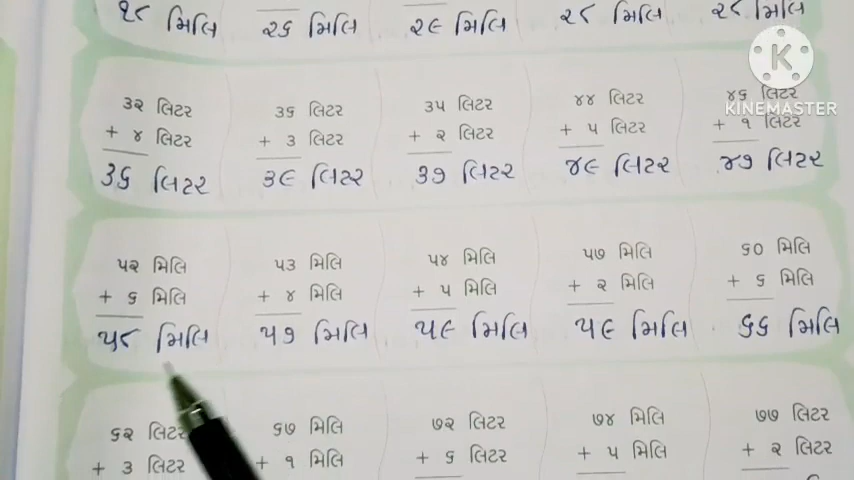 ૧૮ મિલિ ૨૬ મિલિ ૨૯ મિલિ ૨૮ મિલિ ૨૮ મિલિ
KINEMASTER
૩૨ લિટર ૩૬ લિટર ૩૫ લિટર ૪૪ લિટર ૪૬ લિટર
+ ૪ લિટર + ૩ લિટર + ૨ લિટર + ૫ લિટર + ૧ લિટર
૩૬ લિટર ૩૯ લિટર ૩૭ લિટર ૪૯ લિટર ૪૭ લિટર
૫૨ મિલિ ૫૩ મિલિ ૫૪ મિલિ ૫૭ મિલિ ૬૦ મિલિ
+ ૬ મિલિ + ૪ મિલિ + ૫ મિલિ + ૨ મિલિ + ૬ મિલિ
૫૮ મિલિ ૫૭ મિલિ ૫૯ મિલિ ૫૯ મિલિ ૬૬ મિલિ
૬૨ લિટર ૬૭ મિલિ ૭૨ લિટર ૭૪ મિલિ ૭૭ લિટર
+ ૩ લિટર + ૧ મિલિ + ૬ લિટર + ૫ મિલિ + ૨ લિટર